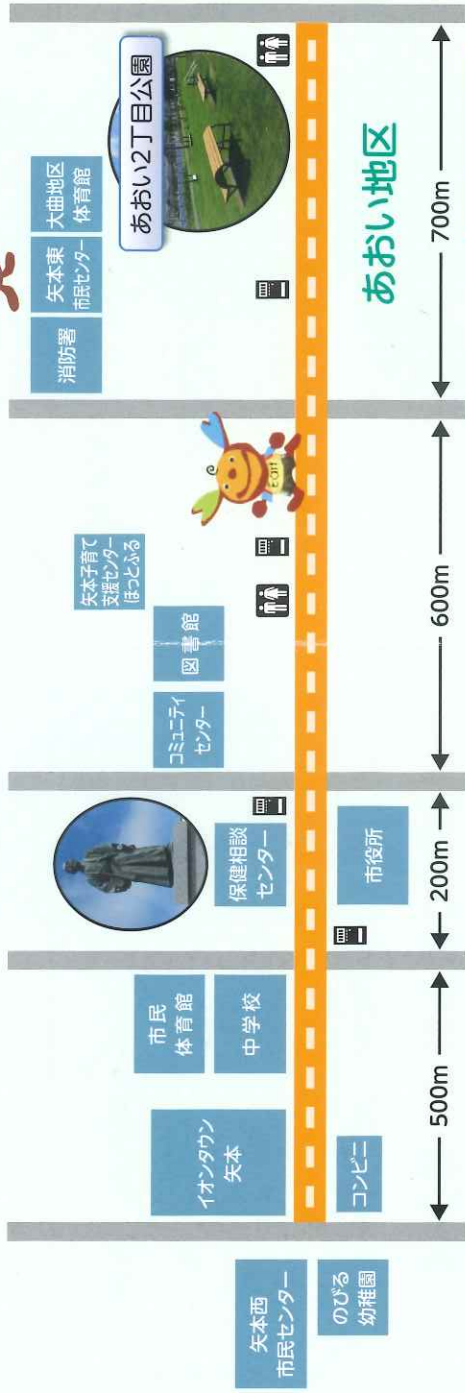 矢本西
市民センター
のびる
幼稚園
イオンタウン
矢本
コンビニ
市民
体育館
中学校
保健相談
センター
市役所
コミュニティ
センター
図書館
矢本子育て
支援センター
ほっとふる
Eait
消防署
矢本東
市民センター
大曲地区
体育館
あおい2丁目公園
あおい地区
500m
200m
600m
700m